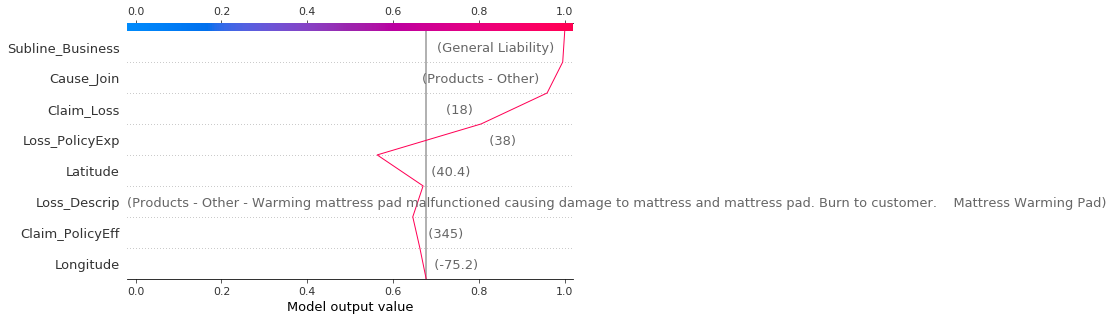 0.0 0.2 0.4 0.6 0.8 1.0
Subline_Business (General Liability)
Cause_Join (Products - Other)
Claim_Loss (18)
Loss_PolicyExp (38)
Latitude (40.4)
Loss_Descrip (Products - Other - Warming mattress pad malfunctioned causing damage to mattress and mattress pad. Burn to customer.    Mattress Warming Pad)
Claim_PolicyEff (345)
Longitude (-75.2)
0.0 0.2 0.4 0.6 0.8 1.0
Model output value